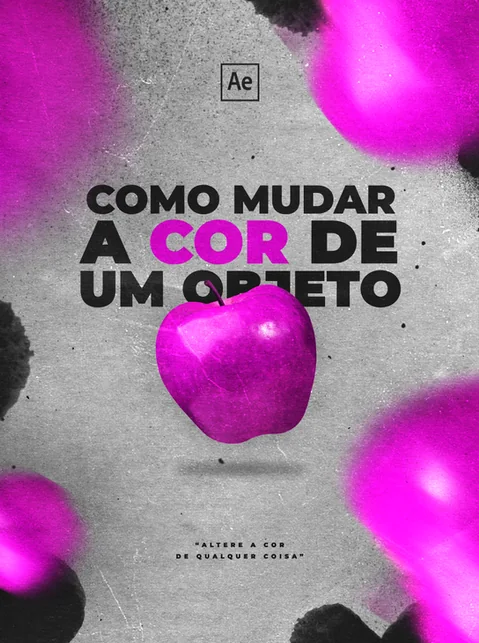 Ae
COMO MUDAR
A COR DE
UM OBJETO
"ALTERE A COR
DE QUALQUER COISA"